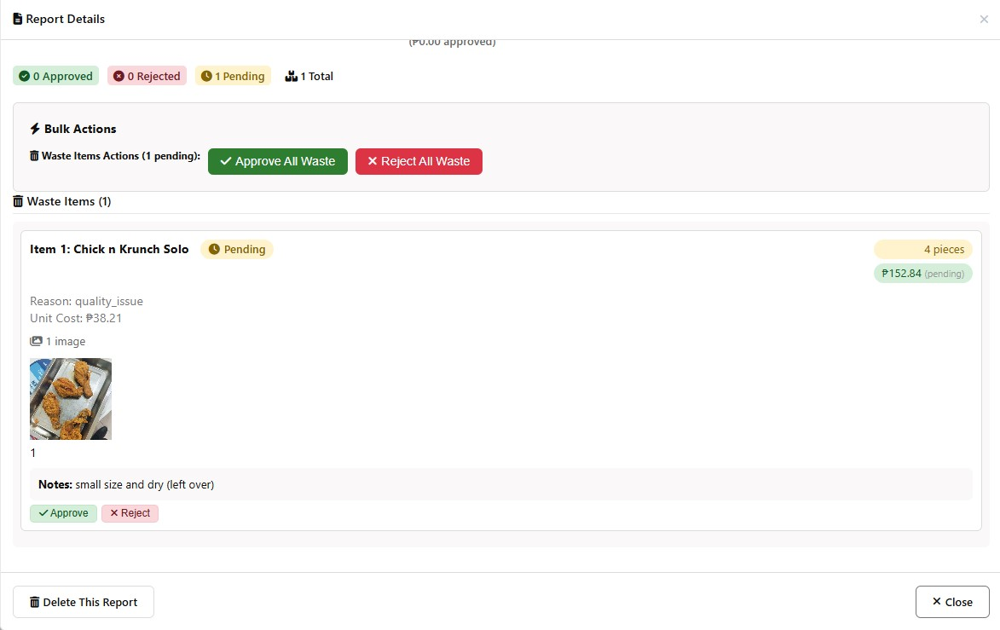 Report Details
(₱0.00 approved)
0 Approved 0 Rejected 1 Pending 1 Total
Bulk Actions
Waste Items Actions (1 pending): Approve All Waste Reject All Waste
Waste Items (1)
Item 1: Chick n Krunch Solo Pending 4 pieces
₱152.84 (pending)
Reason: quality_issue
Unit Cost: ₱38.21
1 image
1
Notes: small size and dry (left over)
Approve Reject
Delete This Report Close